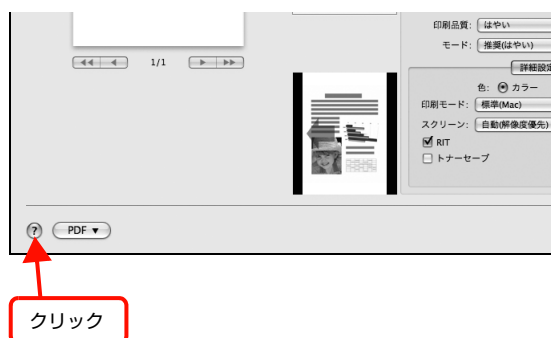 印刷品質: はやい
モード: 推奨(はやい)
1/1
詳細設定
色: カラー
印刷モード: 標準(Mac)
スクリーン: 自動(解像度優先)
RIT
トナーセーブ
? PDF ▼
クリック